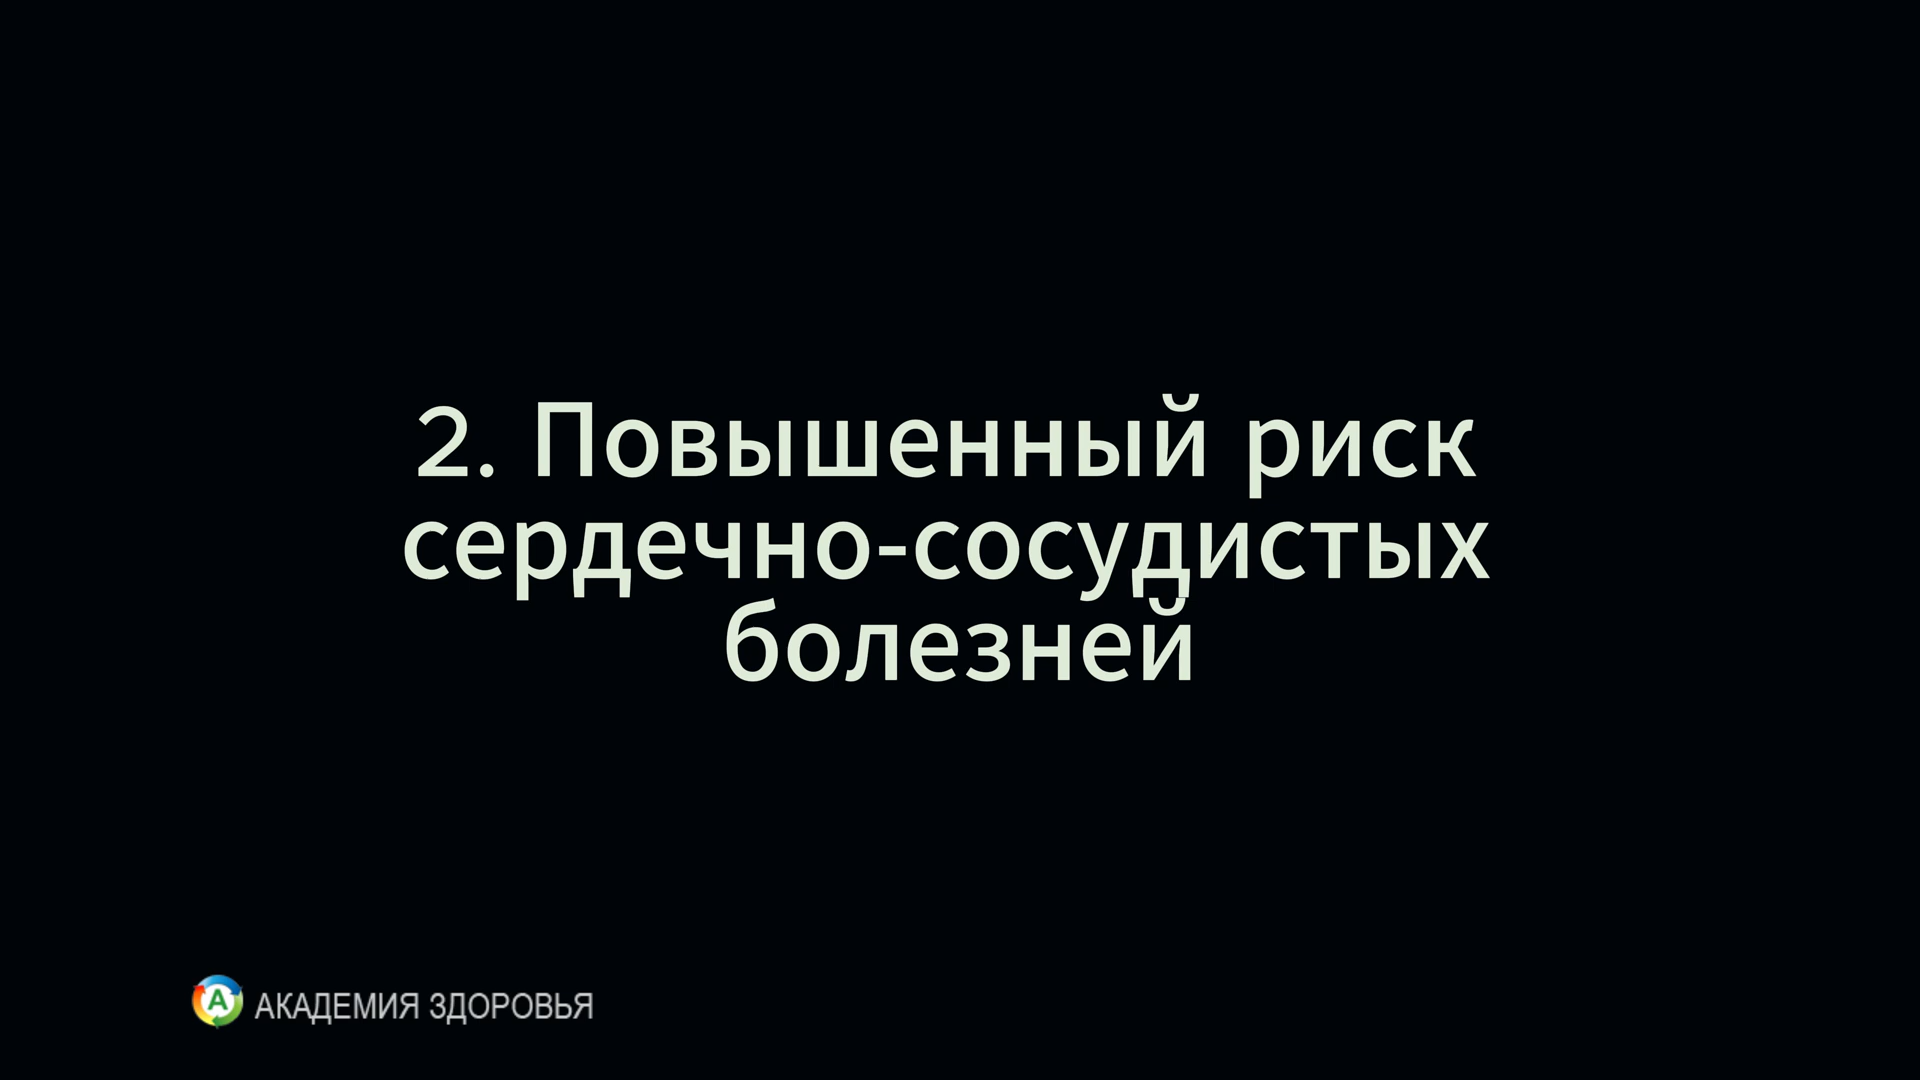 2. Повышенный риск
сердечно-сосудистых
болезней
А АКАДЕМИЯ ЗДОРОВЬЯ